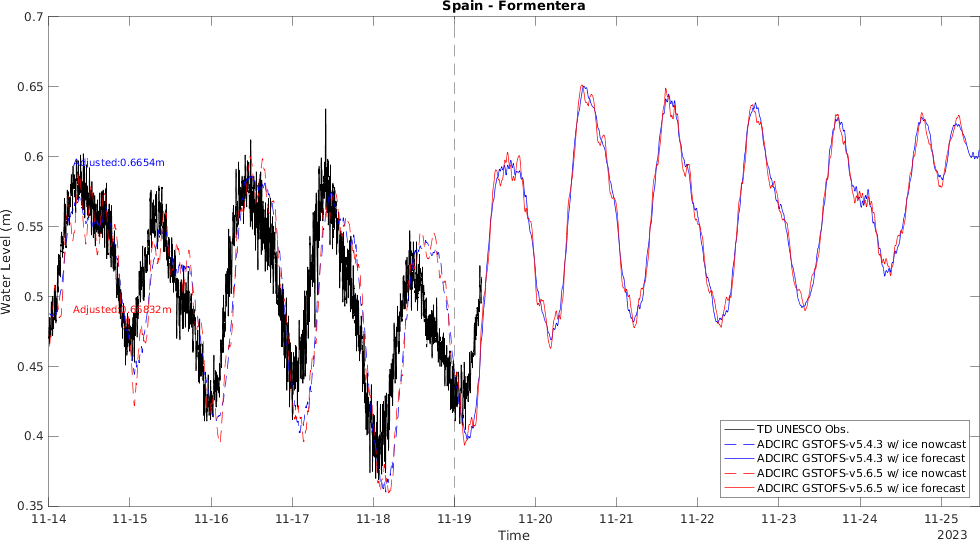 Spain - Formentera
0.7
0.65
0.6
0.55
0.5
0.45
0.4
0.35
Water Level (m)
Adjusted:0.6654m
Adjusted:0.65832m
TD UNESCO Obs.
ADCIRC GSTOFS-v5.4.3 w/ ice nowcast
ADCIRC GSTOFS-v5.4.3 w/ ice forecast
ADCIRC GSTOFS-v5.6.5 w/ ice nowcast
ADCIRC GSTOFS-v5.6.5 w/ ice forecast
11-14 11-15 11-16 11-17 11-18 11-19 11-20 11-21 11-22 11-23 11-24 11-25
Time
2023